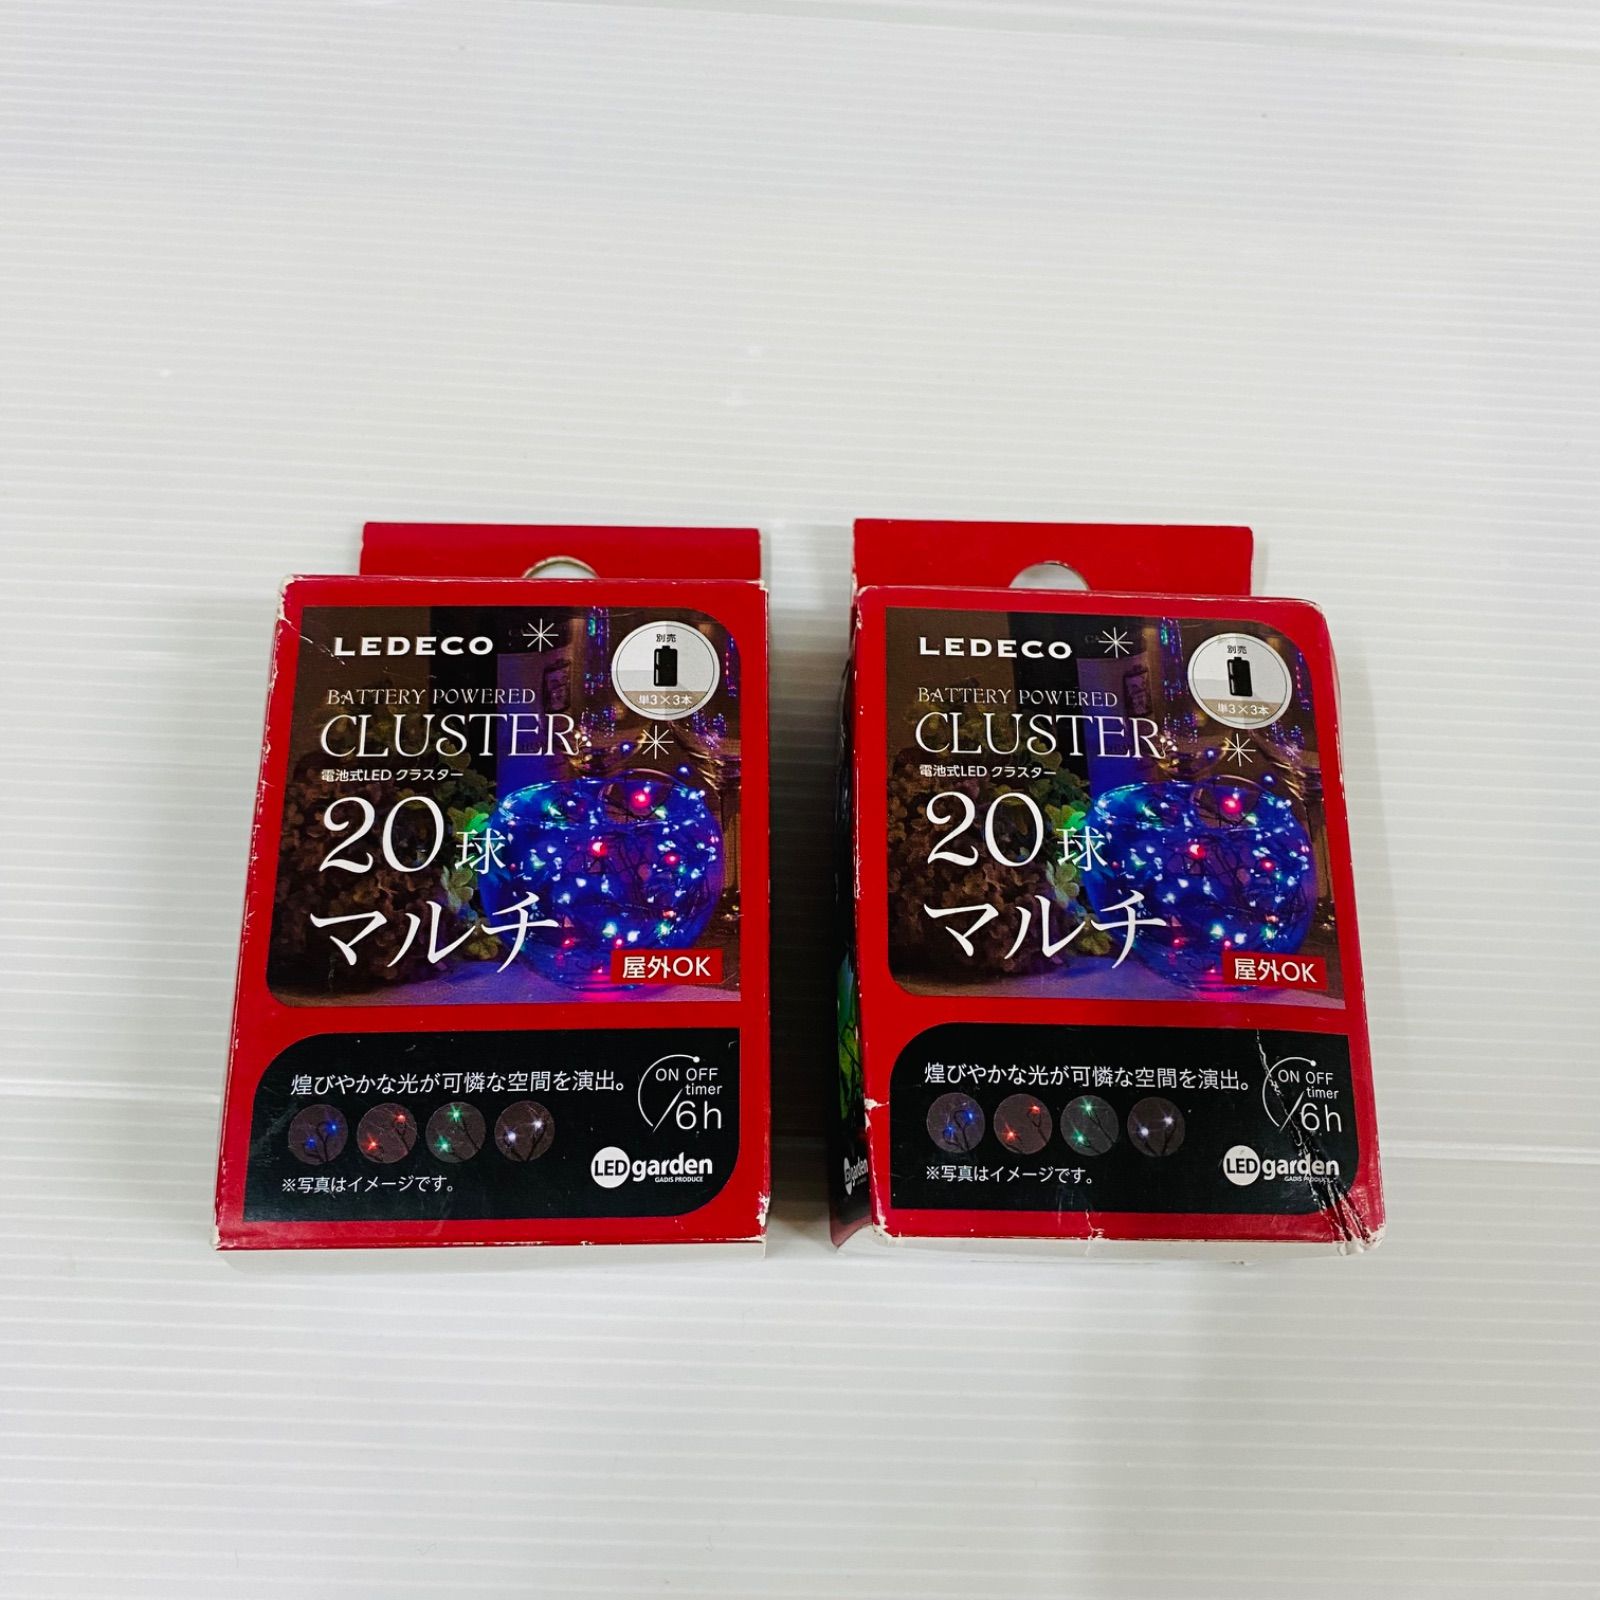 LEDECO
別売
単3×3本
BATTERY POWERED
CLUSTER
電池式LED クラスター
20球
マルチ
屋外OK
煌びやかな光が可憐な空間を演出。
ON OFF
timer
6h
※写真はイメージです。
LED garden
GADIS PRODUCE
LEDECO
別売
単3×3本
BATTERY POWERED
CLUSTER
電池式LED クラスター
20球
マルチ
屋外OK
煌びやかな光が可憐な空間を演出。
ON OFF
timer
6h
※写真はイメージです。
LED garden
GADIS PRODUCE
garden